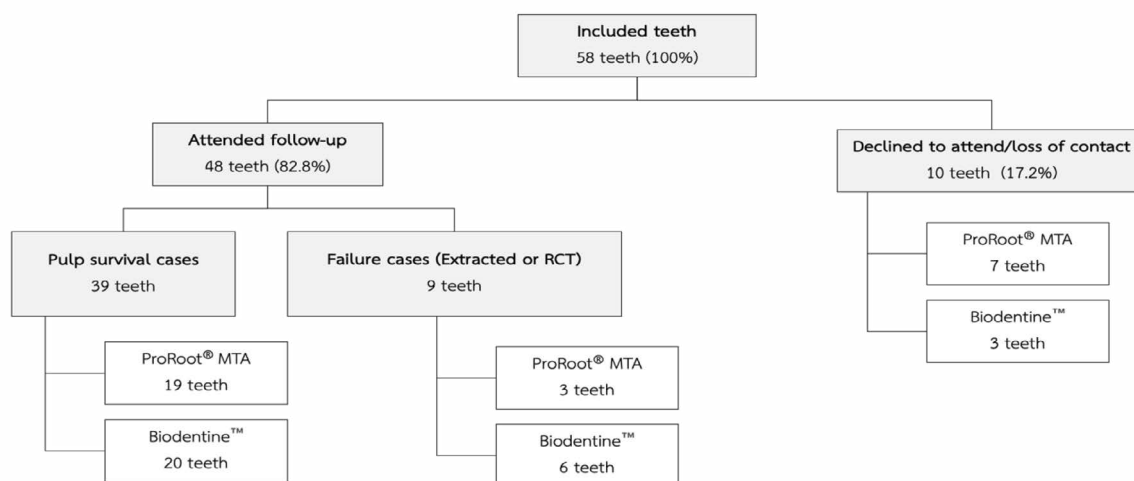 Included teeth
58 teeth (100%)
Attended follow-up
48 teeth (82.8%)
Declined to attend/loss of contact
10 teeth (17.2%)
Pulp survival cases
39 teeth
Failure cases (Extracted or RCT)
9 teeth
ProRoot® MTA
7 teeth
Biodentine™
3 teeth
ProRoot® MTA
19 teeth
Biodentine™
20 teeth
ProRoot® MTA
3 teeth
Biodentine™
6 teeth